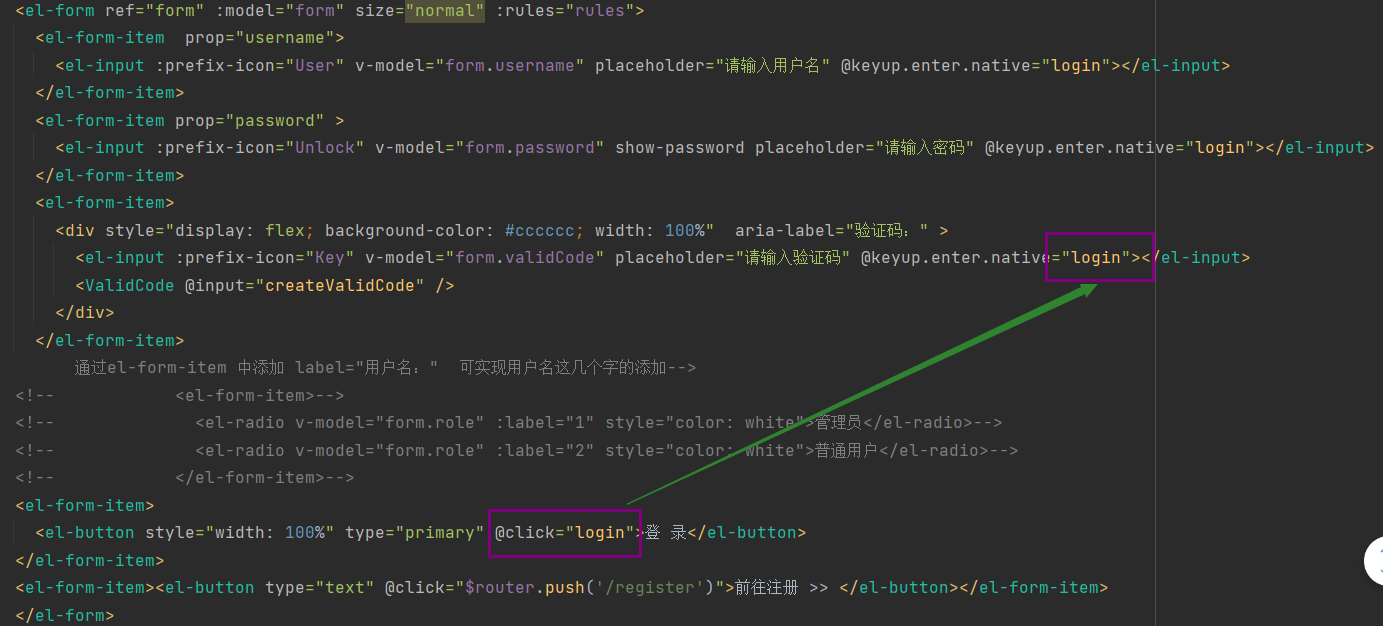 <el-form ref="form" :model="form" size="normal" :rules="rules">
<el-form-item  prop="username">
<el-input :prefix-icon="User" v-model="form.username" placeholder="请输入用户名" @keyup.enter.native="login"></el-input>
</el-form-item>
<el-form-item prop="password" >
<el-input :prefix-icon="Unlock" v-model="form.password" show-password placeholder="请输入密码" @keyup.enter.native="login"></el-input>
</el-form-item>
<el-form-item>
<div style="display: flex; background-color: #cccccc; width: 100%"  aria-label="验证码：" >
<el-input :prefix-icon="Key" v-model="form.validCode" placeholder="请输入验证码" @keyup.enter.native="login"></el-input>
<ValidCode @input="createValidCode" />
</div>
</el-form-item>
通过el-form-item 中添加 label="用户名："  可实现用户名这几个字的添加-->
<!--            <el-form-item>-->
<!--              <el-radio v-model="form.role" :label="1" style="color: white">管理员</el-radio>-->
<!--              <el-radio v-model="form.role" :label="2" style="color: white">普通用户</el-radio>-->
<!--            </el-form-item>-->
<el-form-item>
<el-button style="width: 100%" type="primary" @click="login">登 录</el-button>
</el-form-item>
<el-form-item><el-button type="text" @click="$router.push('/register')">前往注册 >> </el-button></el-form-item>
</el-form>